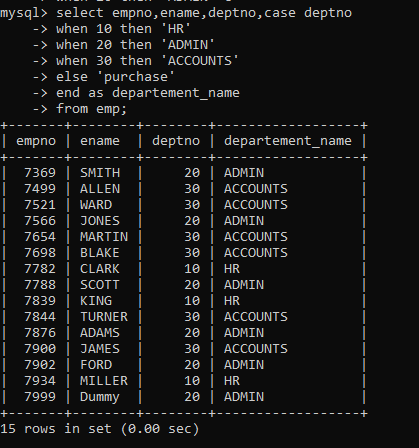 mysql> select empno,ename,deptno,case deptno
    -> when 10 then 'HR'
    -> when 20 then 'ADMIN'
    -> when 30 then 'ACCOUNTS'
    -> else 'purchase'
    -> end as departement_name
    -> from emp;
+-------+--------+--------+------------------+
| empno | ename  | deptno | departement_name |
+-------+--------+--------+------------------+
|  7369 | SMITH  |     20 | ADMIN            |
|  7499 | ALLEN  |     30 | ACCOUNTS         |
|  7521 | WARD   |     30 | ACCOUNTS         |
|  7566 | JONES  |     20 | ADMIN            |
|  7654 | MARTIN |     30 | ACCOUNTS         |
|  7698 | BLAKE  |     30 | ACCOUNTS         |
|  7782 | CLARK  |     10 | HR               |
|  7788 | SCOTT  |     20 | ADMIN            |
|  7839 | KING   |     10 | HR               |
|  7844 | TURNER |     30 | ACCOUNTS         |
|  7876 | ADAMS  |     20 | ADMIN            |
|  7900 | JAMES  |     30 | ACCOUNTS         |
|  7902 | FORD   |     20 | ADMIN            |
|  7934 | MILLER |     10 | HR               |
|  7999 | Dummy  |     20 | ADMIN            |
+-------+--------+--------+------------------+
15 rows in set (0.00 sec)